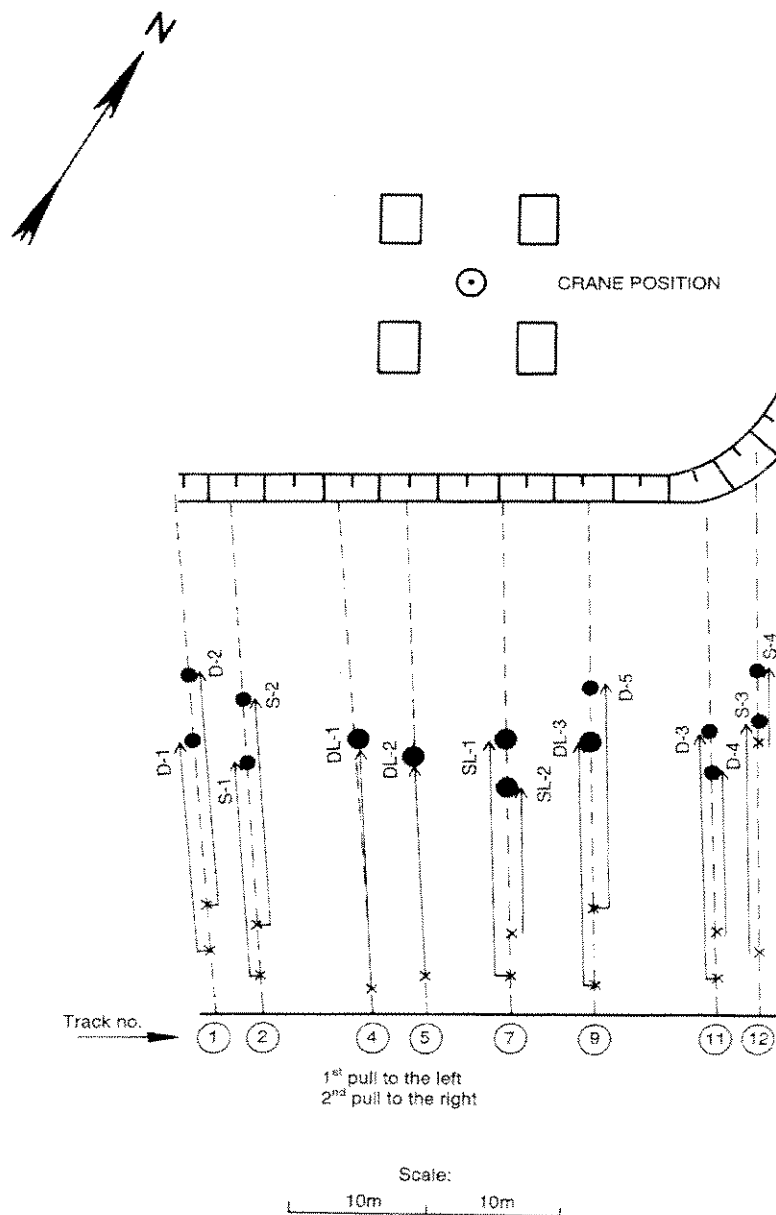 N
CRANE POSITION
D-2
S-2
D-1
S-1
DL-1
DL-2
SL-1
SL-2
DL-3
D-5
D-3
D-4
S-3
S-4
Track no.
1
2
4
5
7
9
11
12
1st pull to the left
2nd pull to the right
Scale:
10m
10m